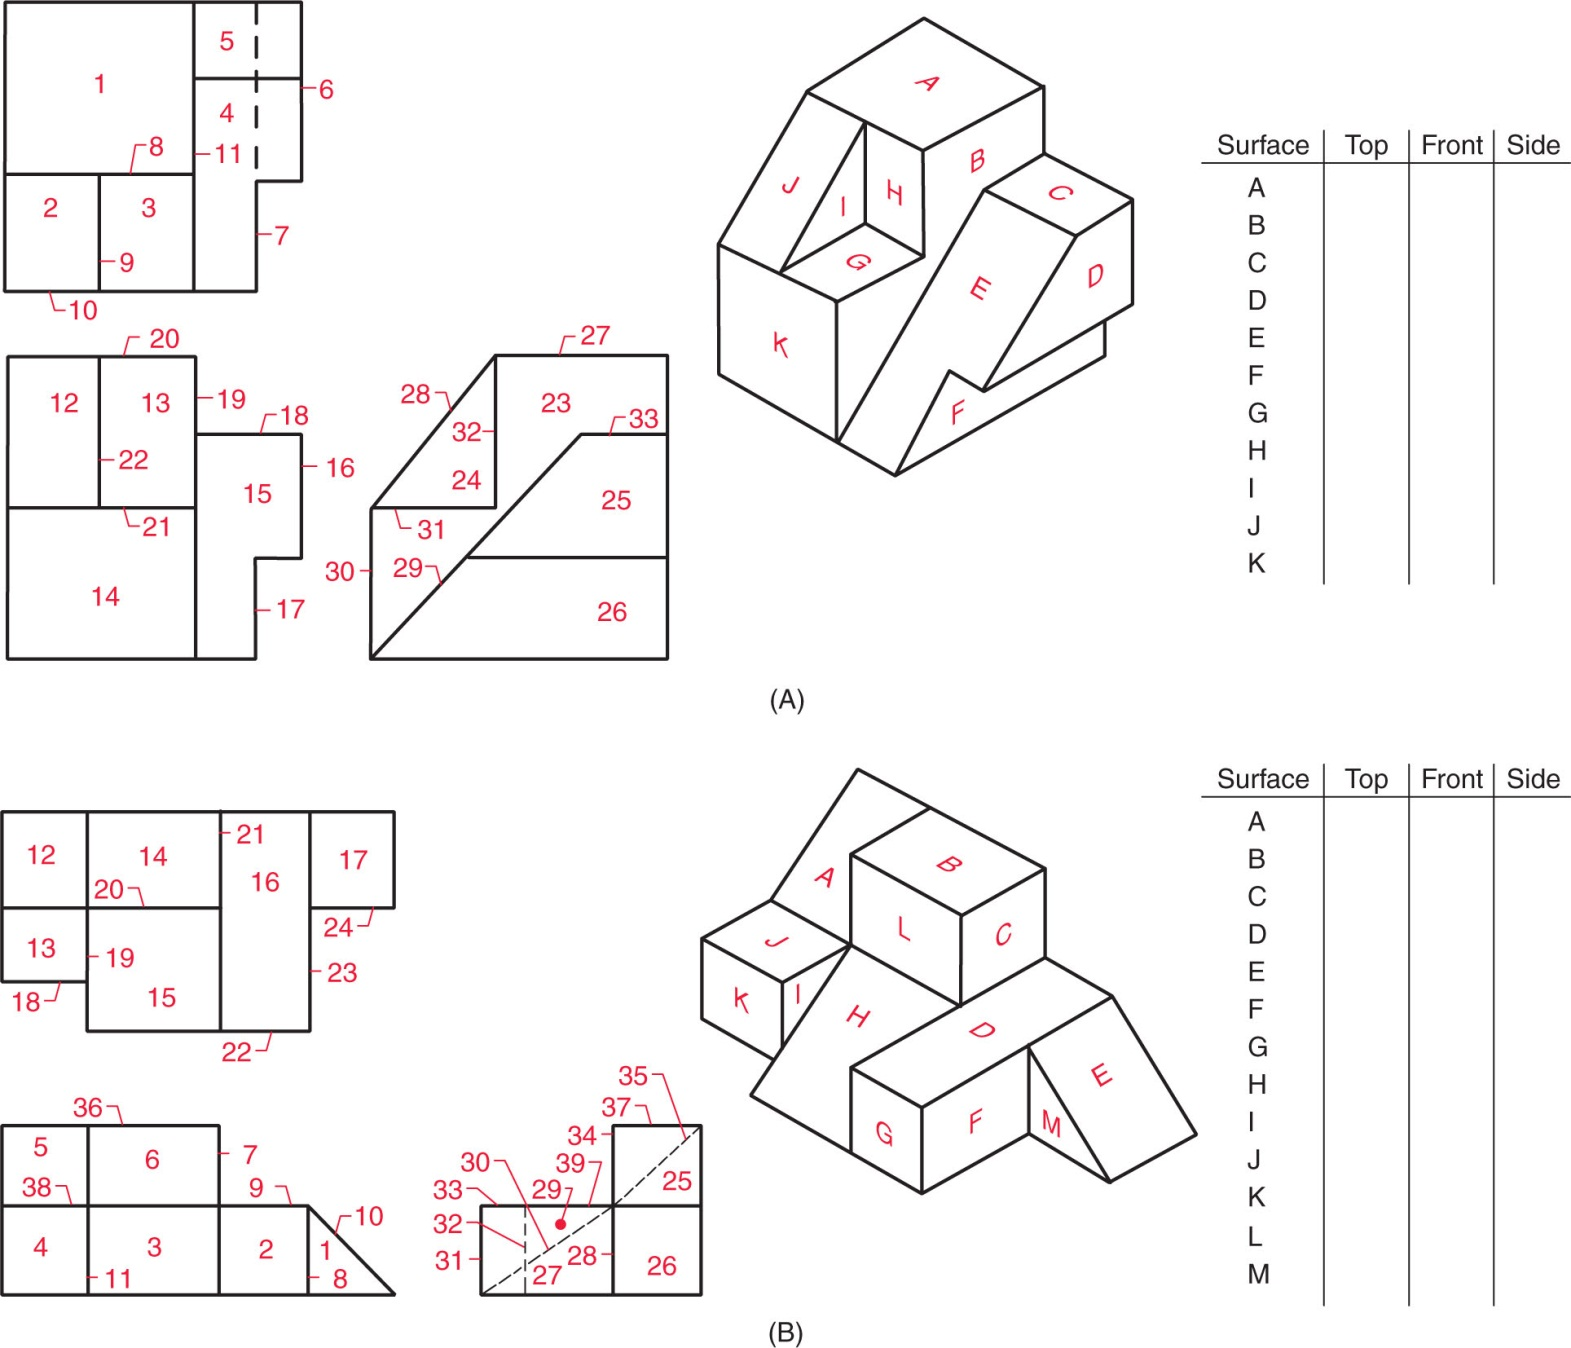 1
5
6
4
8
11
2
3
7
9
10
20
12
13
19
18
22
16
15
21
14
17
27
28
23
33
32
24
25
31
30
29
26
A
B
C
J
I
H
G
D
E
K
F
Surface Top Front Side
A
B
C
D
E
F
G
H
I
J
K
(A)
12
14
21
16
17
20
24
13
19
23
18
15
22
36
5
6
7
38
9
10
4
3
2
1
11
8
35
37
34
30
39
33
29
25
32
31
28
27
26
A
B
L
C
J
K
I
H
D
G
F
M
E
Surface Top Front Side
A
B
C
D
E
F
G
H
I
J
K
L
M
(B)